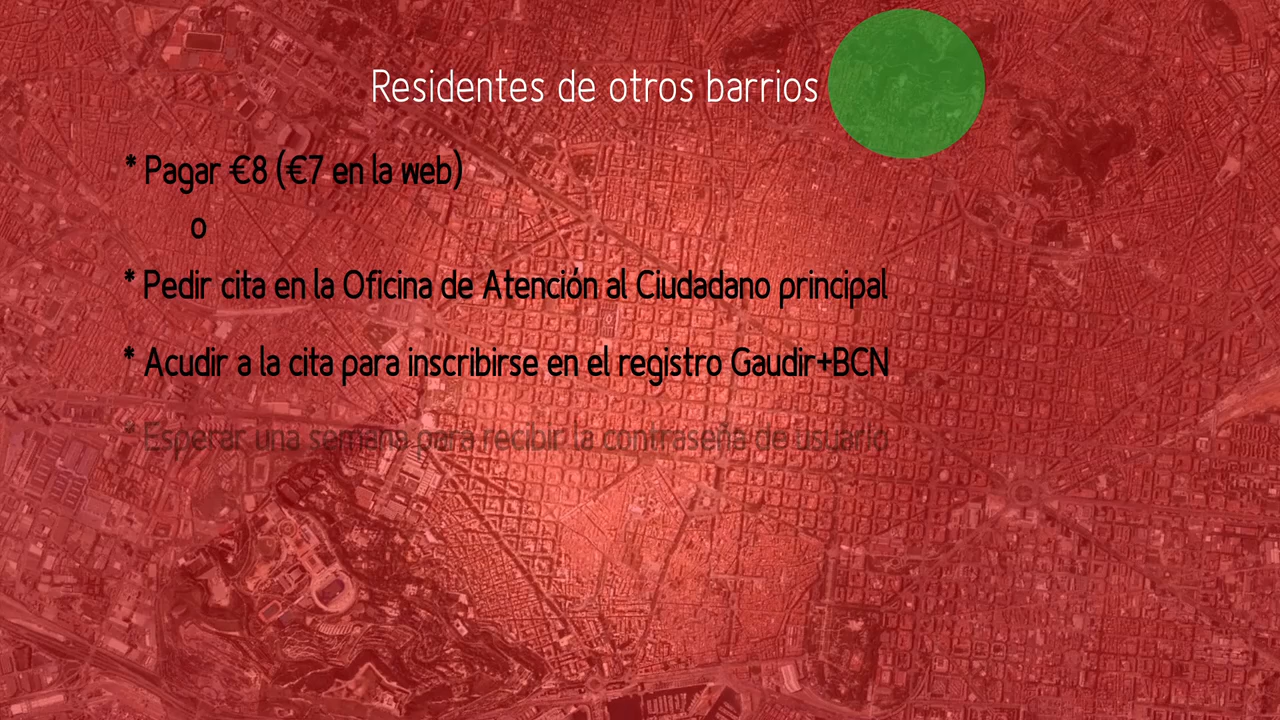 Residentes de otros barrios
* Pagar €8 (€7 en la web)
o
* Pedir cita en la Oficina de Atención al Ciudadano principal
* Acudir a la cita para inscribirse en el registro Gaudir+BCN
* Esperar una semana para recibir la contraseña de usuario